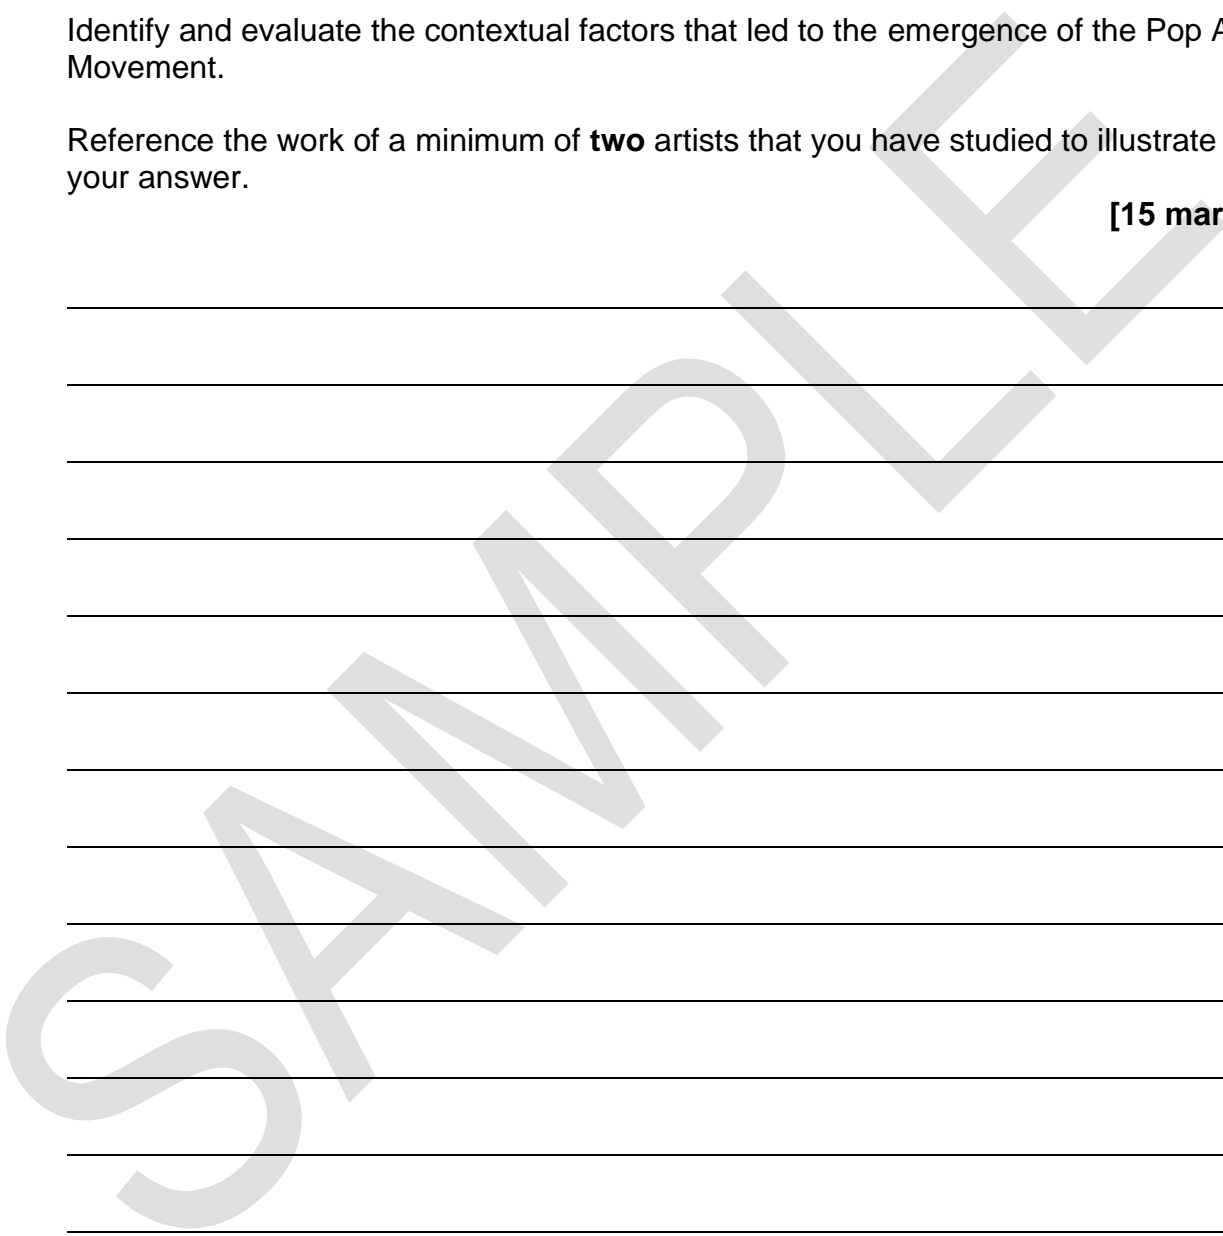 Identify and evaluate the contextual factors that led to the emergence of the Pop A
Movement.
Reference the work of a minimum of two artists that you have studied to illustrate
your answer.
[15 mar
SAMPLE